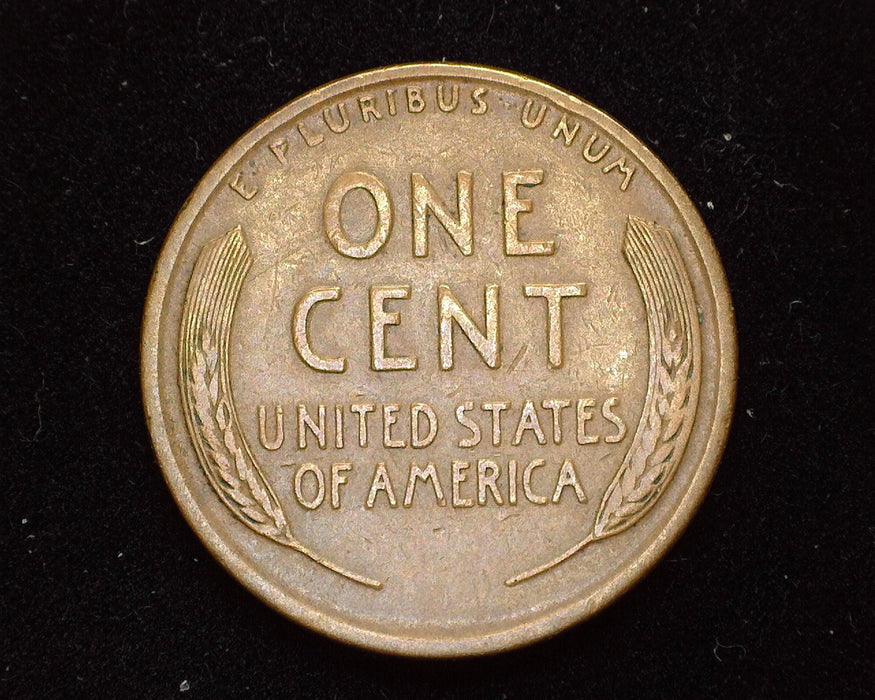 E · PLURIBUS · UNUM
ONE
CENT
UNITED STATES
OF AMERICA